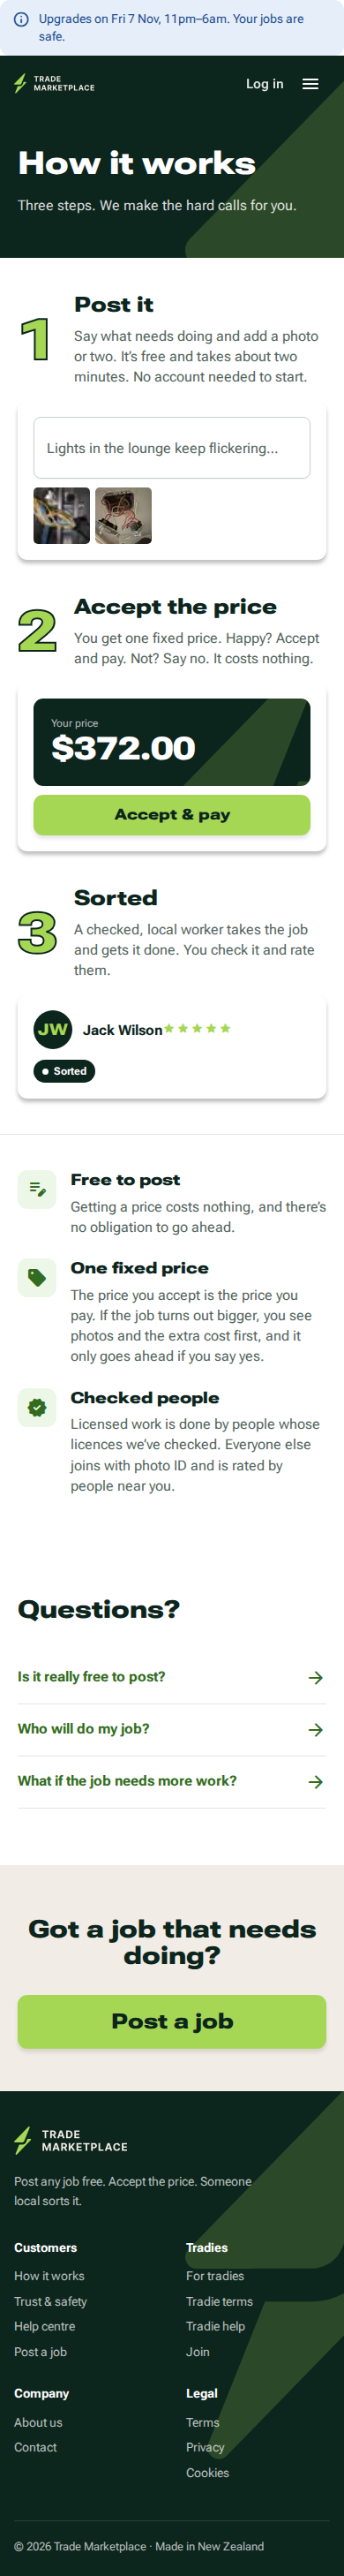 Upgrades on Fri 7 Nov, 11pm–6am. Your jobs are
safe.
TRADE
MARKETPLACE
Log in
How it works
Three steps. We make the hard calls for you.
1
Post it
Say what needs doing and add a photo
or two. It’s free and takes about two
minutes. No account needed to start.
Lights in the lounge keep flickering...
2
Accept the price
You get one fixed price. Happy? Accept
and pay. Not? Say no. It costs nothing.
Your price
$372.00
Accept & pay
3
Sorted
A checked, local worker takes the job
and gets it done. You check it and rate
them.
JW
Jack Wilson
Sorted
Free to post
Getting a price costs nothing, and there’s
no obligation to go ahead.
One fixed price
The price you accept is the price you
pay. If the job turns out bigger, you see
photos and the extra cost first, and it
only goes ahead if you say yes.
Checked people
Licensed work is done by people whose
licences we’ve checked. Everyone else
joins with photo ID and is rated by
people near you.
Questions?
Is it really free to post?
Who will do my job?
What if the job needs more work?
Got a job that needs
doing?
Post a job
TRADE
MARKETPLACE
Post any job free. Accept the price. Someone
local sorts it.
Customers
How it works
Trust & safety
Help centre
Post a job
Tradies
For tradies
Tradie terms
Tradie help
Join
Company
About us
Contact
Legal
Terms
Privacy
Cookies
© 2026 Trade Marketplace · Made in New Zealand